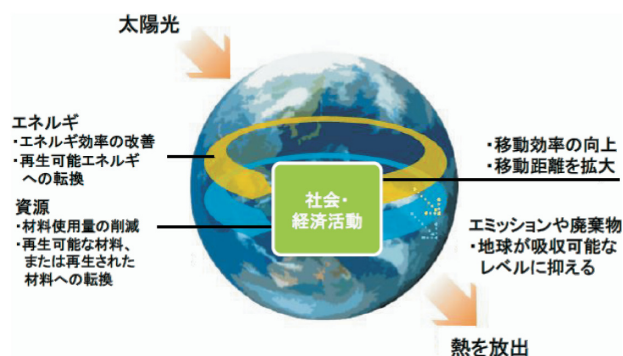 太陽光
エネルギ
・エネルギ効率の改善
・再生可能エネルギ
への転換
資源
・材料使用量の削減
・再生可能な材料、
または再生された
材料への転換
社会・
経済活動
・移動効率の向上
・移動距離を拡大
エミッションや廃棄物
・地球が吸収可能な
レベルに抑える
熱を放出